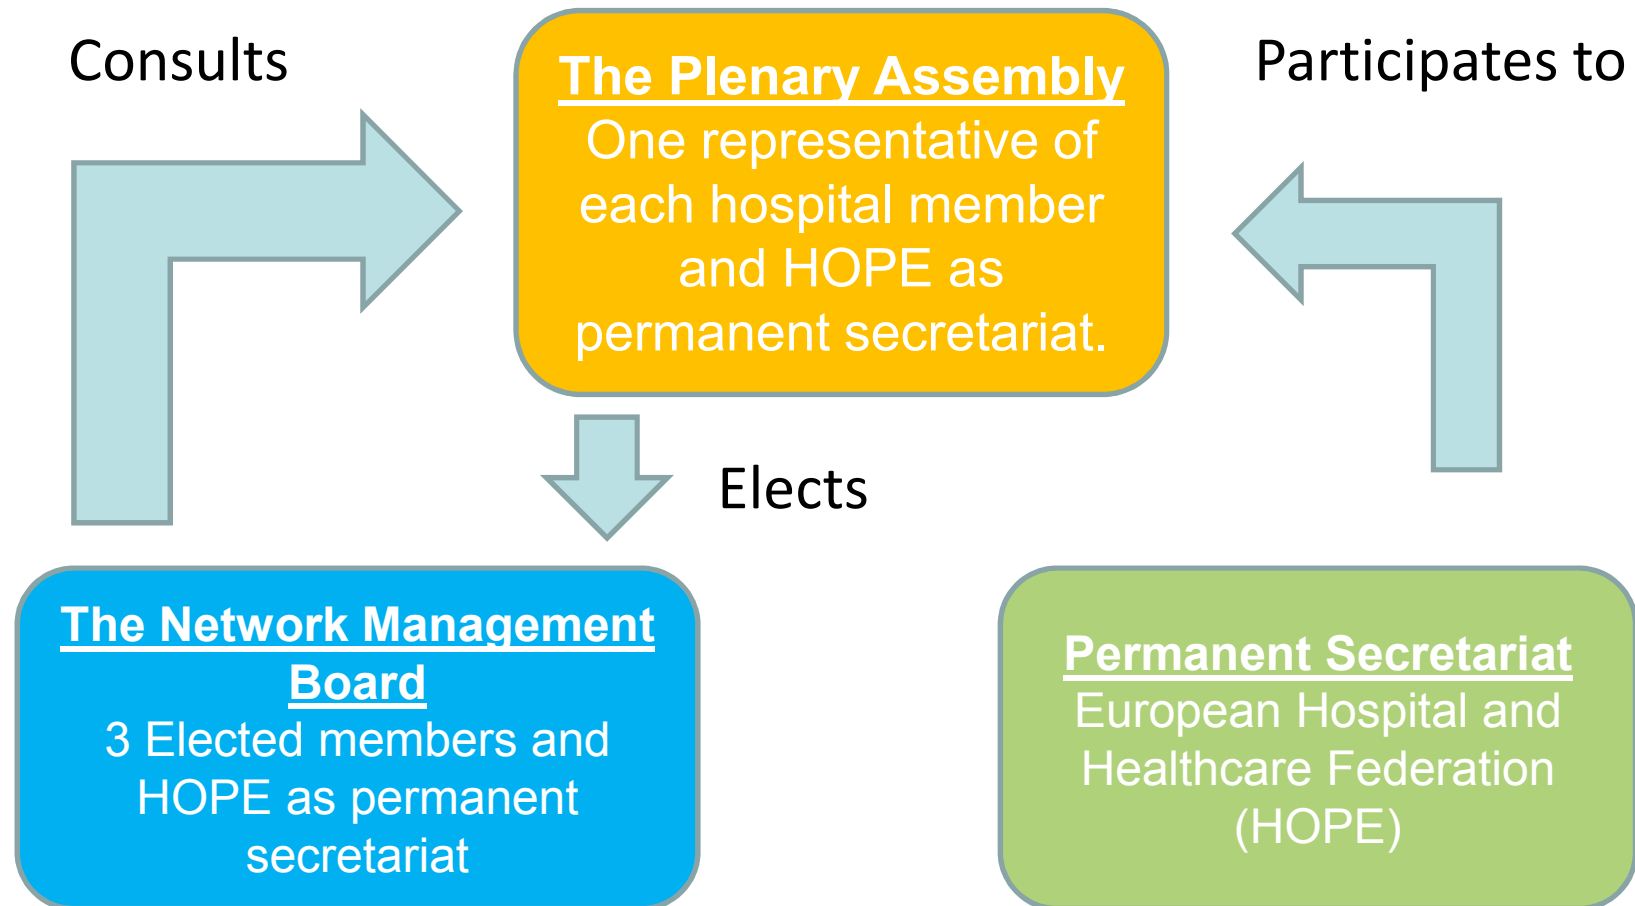 Consults
The Plenary Assembly
One representative of
each hospital member
and HOPE as
permanent secretariat.
Participates to
Elects
The Network Management
Board
3 Elected members and
HOPE as permanent
secretariat
Permanent Secretariat
European Hospital and
Healthcare Federation
(HOPE)